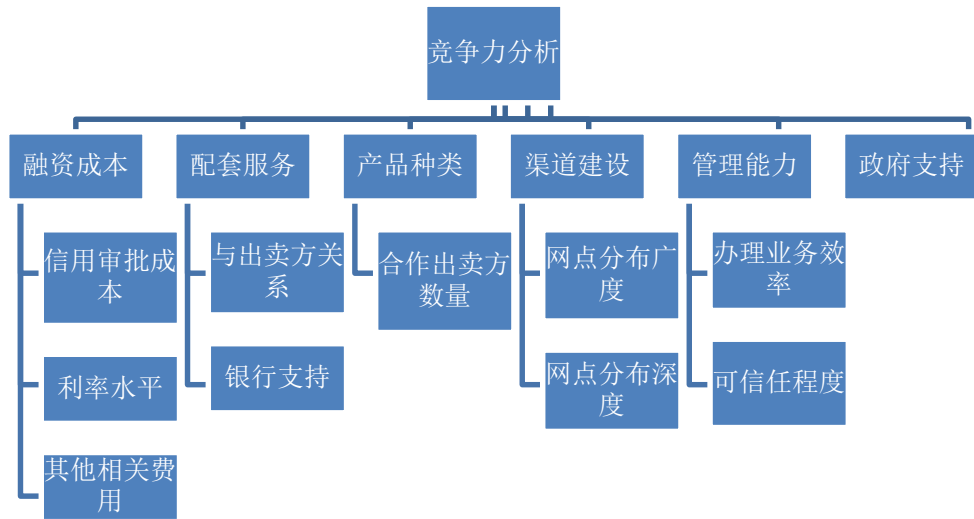 竞争力分析
融资成本
配套服务
产品种类
渠道建设
管理能力
政府支持
信用审批成
本
与出卖方关
系
合作出卖方
数量
网点分布广
度
办理业务效
率
利率水平
银行支持
网点分布深
度
可信任程度
其他相关费
用